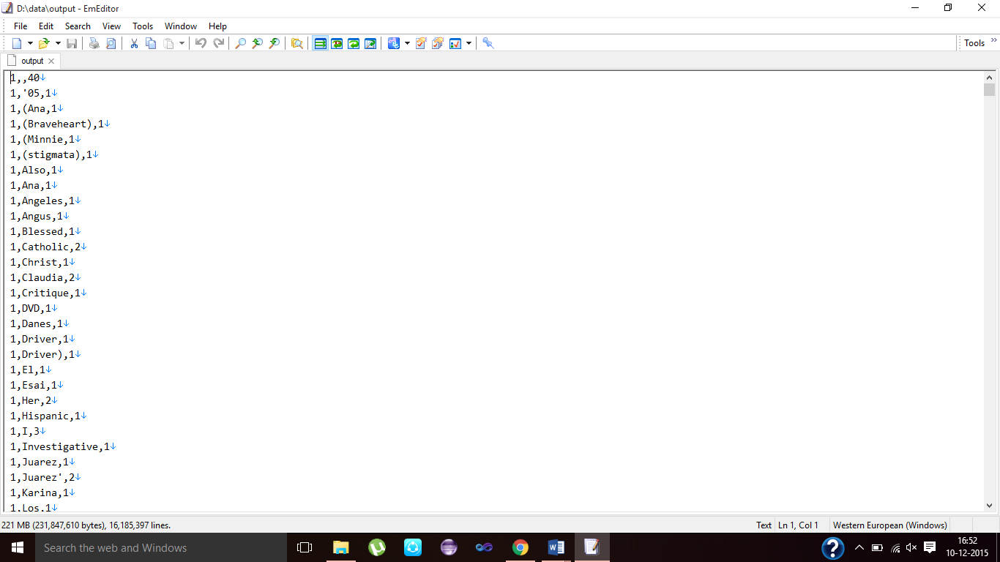 D:\data\output - EmEditor
File Edit Search View Tools Window Help
Tools
output
1,,40
1,'05,1
1,(Ana,1
1,(Braveheart),1
1,(Minnie,1
1,(stigmata),1
1,Also,1
1,Ana,1
1,Angeles,1
1,Angus,1
1,Blessed,1
1,Catholic,2
1,Christ,1
1,Claudia,2
1,Critique,1
1,DVD,1
1,Danes,1
1,Driver,1
1,Driver),1
1,El,1
1,Esai,1
1,Her,2
1,Hispanic,1
1,I,3
1,Investigative,1
1,Juarez,1
1,Juarez',2
1,Karina,1
1,Los,1
221 MB (231,847,610 bytes), 16,185,397 lines. Text Ln 1, Col 1 Western European (Windows)
Search the web and Windows
16:52
10-12-2015